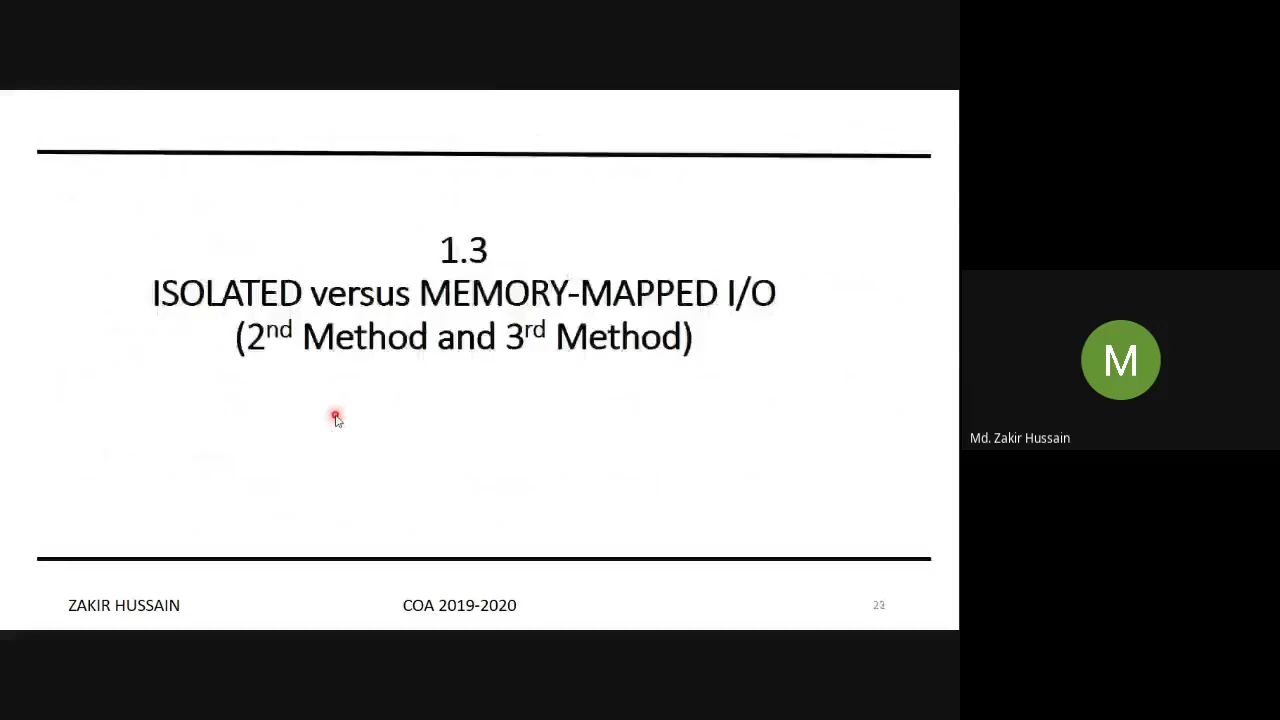 1.3
ISOLATED versus MEMORY-MAPPED I/O
(2nd Method and 3rd Method)
ZAKIR HUSSAIN
COA 2019-2020
M
Md. Zakir Hussain